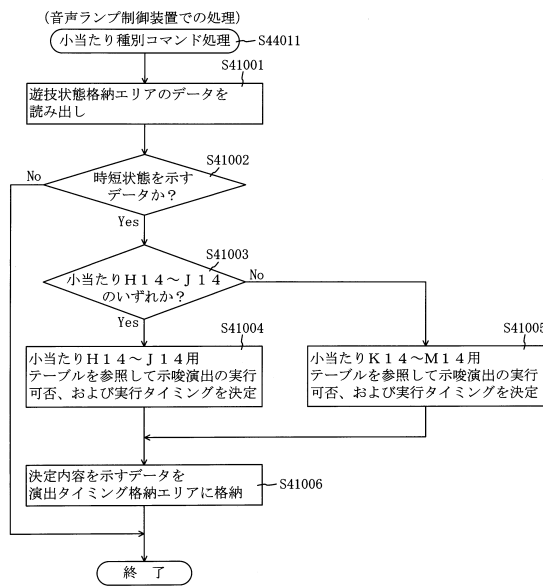 (音声ランプ制御装置での処理)
小当たり種別コマンド処理
S44011
S41001
遊技状態格納エリアのデータを
読み出し
S41002
No
時短状態を示す
データか?
Yes
S41003
小当たりH14~J14
のいずれか?
No
Yes
S41004
小当たりH14~J14用
テーブルを参照して示唆演出の実行
可否、および実行タイミングを決定
S41005
小当たりK14~M14用
テーブルを参照して示唆演出の実行
可否、および実行タイミングを決定
決定内容を示すデータを
演出タイミング格納エリアに格納
S41006
終 了